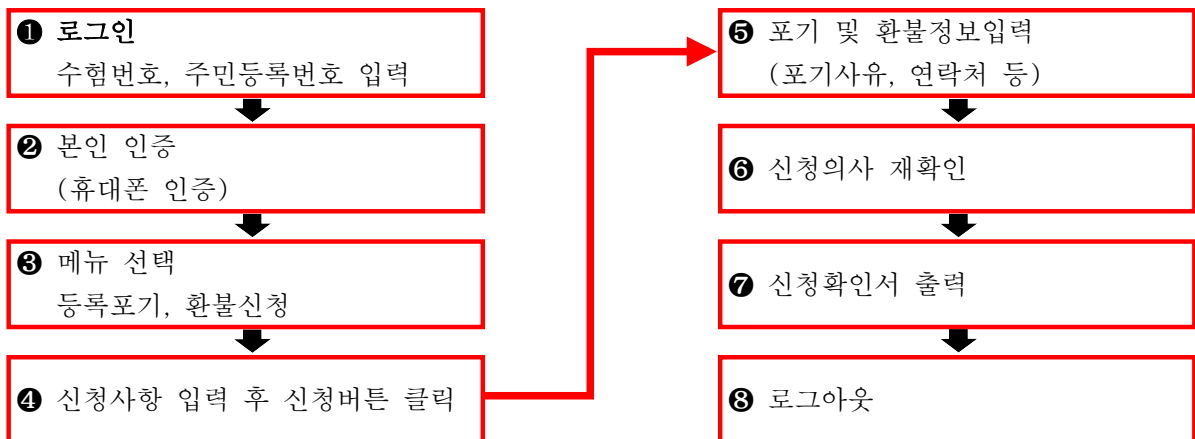 ❶ 로그인
수험번호, 주민등록번호 입력
❷ 본인 인증
(휴대폰 인증)
❸ 메뉴 선택
등록포기, 환불신청
❹ 신청사항 입력 후 신청버튼 클릭
❺ 포기 및 환불정보입력
(포기사유, 연락처 등)
❻ 신청의사 재확인
❼ 신청확인서 출력
❽ 로그아웃